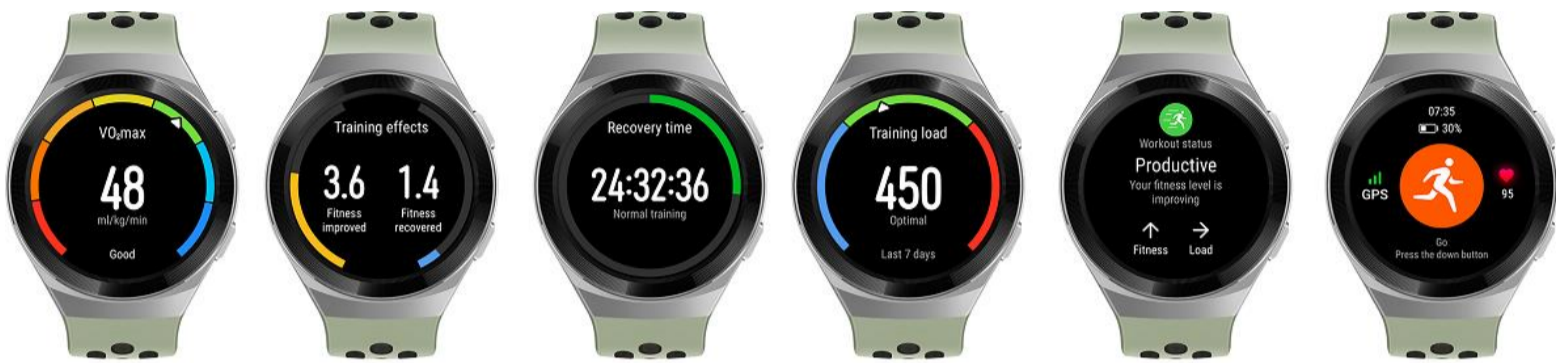 VO₂max
48
ml/kg/min
Good
Training effects
3.6 1.4
Fitness Fitness
improved recovered
Recovery time
24:32:36
Normal training
Training load
450
Optimal
Last 7 days
Workout status
Productive
Your fitness level is
improving
Fitness Load
07:35
30%
GPS 95
Go
Press the down button